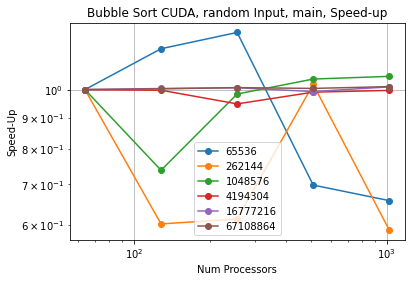 Bubble Sort CUDA, random Input, main, Speed-up
Speed-Up
10⁰
9 × 10⁻¹
8 × 10⁻¹
7 × 10⁻¹
6 × 10⁻¹
65536
262144
1048576
4194304
16777216
67108864
10²
10³
Num Processors